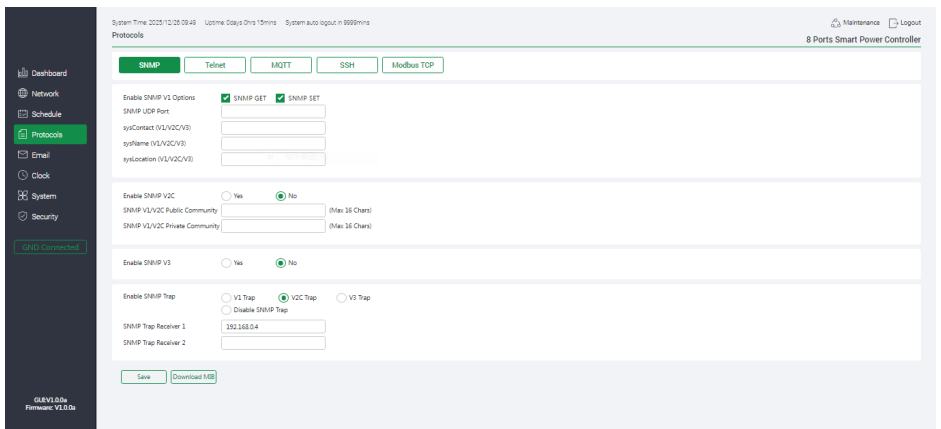 System Time: 2025/12/26:09:49 Uptime: 0days 0hrs 15mins System auto logout in 9999mins
Maintenance Logout
Protocols
8 Ports Smart Power Controller
SNMP Telnet MQTT SSH Modbus TCP
Dashboard
Network
Schedule
Protocols
Email
Clock
System
Security
GND Connected
GUI:V1.0.0a
Firmware: V1.0.0a
Enable SNMP V1 Options SNMP GET SNMP SET
SNMP UDP Port
sysContact (V1/V2C/V3)
sysName (V1/V2C/V3)
sysLocation (V1/V2C/V3)
Enable SNMP V2C Yes No
SNMP V1/V2C Public Community (Max 16 Chars)
SNMP V1/V2C Private Community (Max 16 Chars)
Enable SNMP V3 Yes No
Enable SNMP Trap V1 Trap V2C Trap V3 Trap
Disable SNMP Trap
SNMP Trap Receiver 1 192.168.0.4
SNMP Trap Receiver 2
Save Download MIB